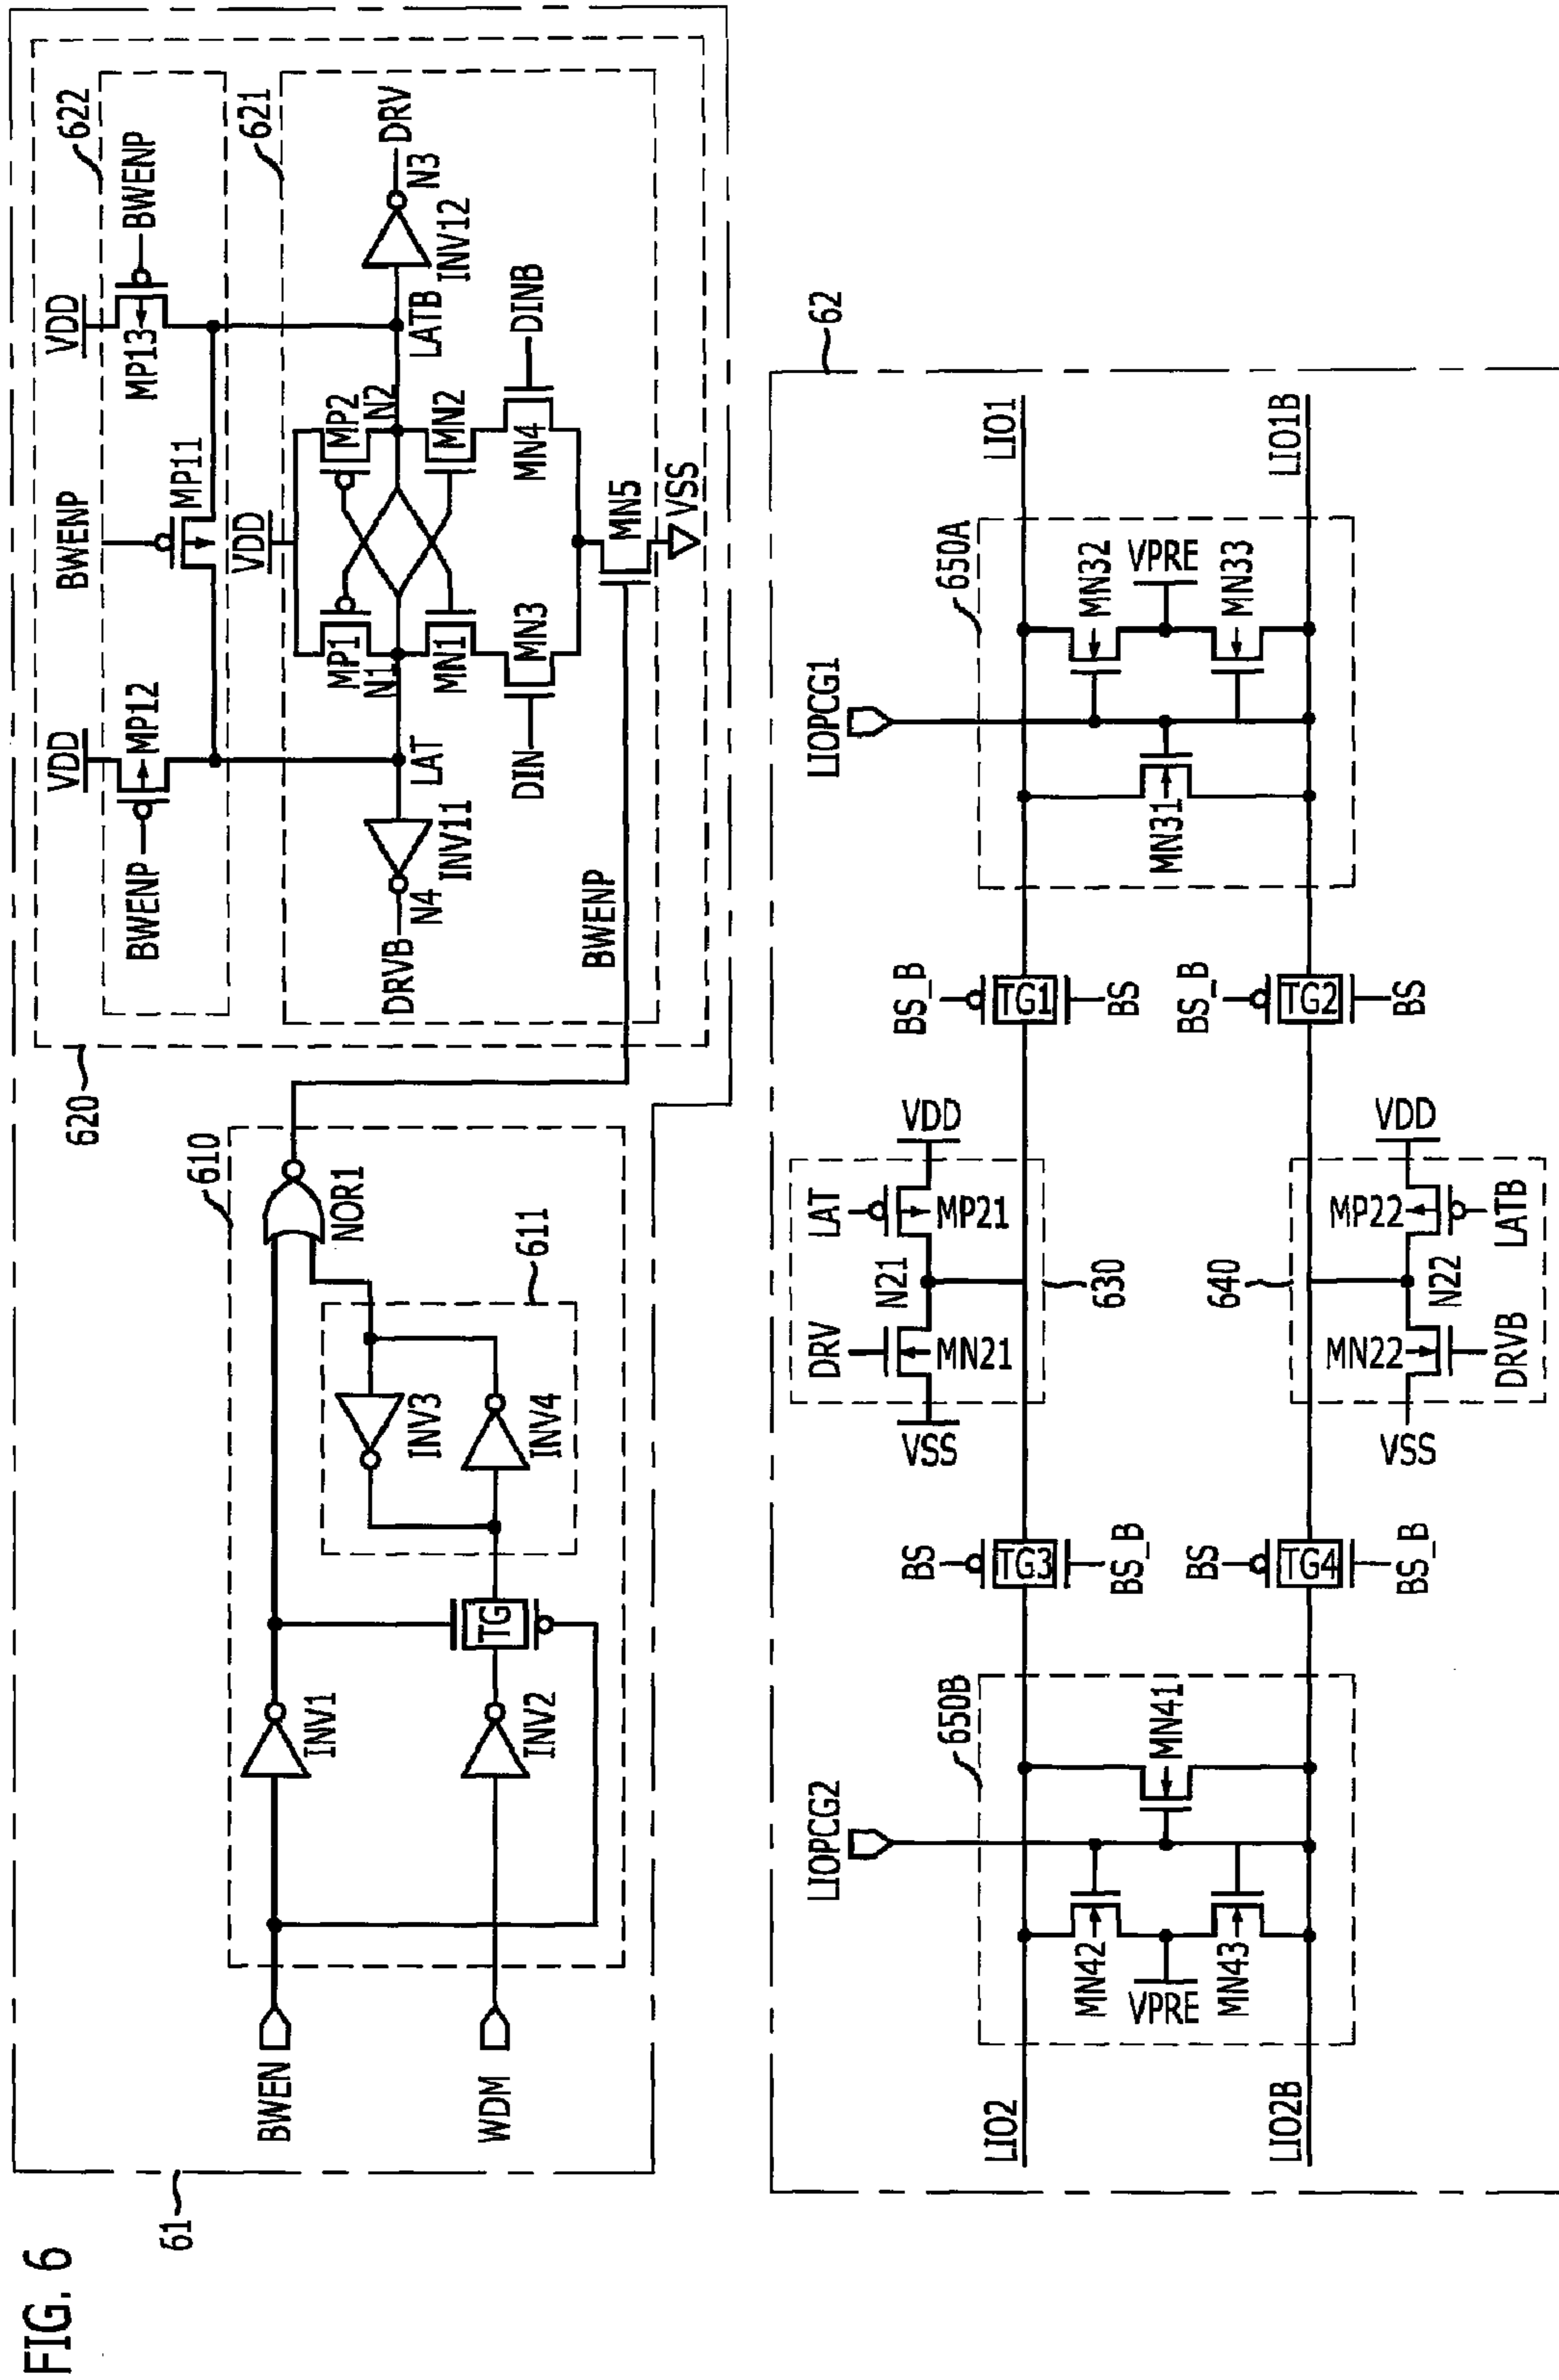 FIG. 6
61
BWEN
WDM
610
INV1
INV2
TG
611
INV3
INV4
NOR1
620
622
VDD
BWENP
MP12
BWENP
MP11
VDD
MP13
BWENP
621
VDD
MP1
MP2
N1
N2
LAT
LATB
DRVB
N4
INV11
DRV
N3
INV12
MN1
MN2
DIN
MN3
MN4
DINB
BWENP
MN5
VSS
62
LIOPCG2
650B
LIO2
LIO2B
MN42
VPRE
MN43
MN41
BS
TG3
BS_B
BS
TG4
BS_B
DRV
LAT
VSS
MN21
N21
MP21
VDD
630
640
VSS
MN22
N22
MP22
VDD
DRVB
LATB
BS_B
TG1
BS
BS_B
TG2
BS
LIOPCG1
650A
MN31
MN32
VPRE
MN33
LIO1
LIO1B